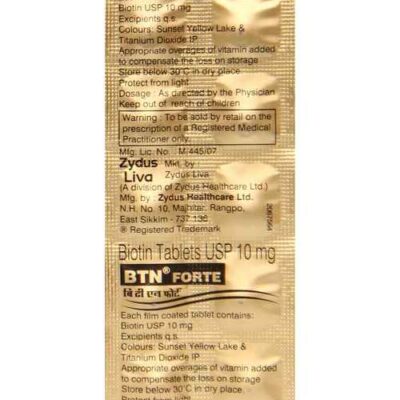 Biotin USP 10 mg
Excipients q.s.
Colours: Sunset Yellow Lake &
Titanium Dioxide IP
Appropriate overages of vitamin added
to compensate the loss on storage
Store below 30°C in dry place
Protect from light
Dosage : As directed by the Physician
Keep out of reach of children
Warning : To be sold by retail on the
prescription of a Registered Medical
Practitioner only.
Mfg. Lic. No. M/445/07
Zydus Mkt. by :
Liva Zydus Liva
(A division of Zydus Healthcare Ltd.)
Mfg. by : Zydus Healthcare Ltd.
N.H. No. 10, Majhitar, Rangpo,
East Sikkim - 737 136
® Registered Trademark
Biotin Tablets USP 10 mg
BTN® FORTE
बि टी एन फोर्ट
Each film coated tablet contains:
Biotin USP 10 mg
Excipients q.s.
Colours: Sunset Yellow Lake &
Titanium Dioxide IP
Appropriate overages of vitamin added
to compensate the loss on storage
Store below 30°C in dry place
Protect from light